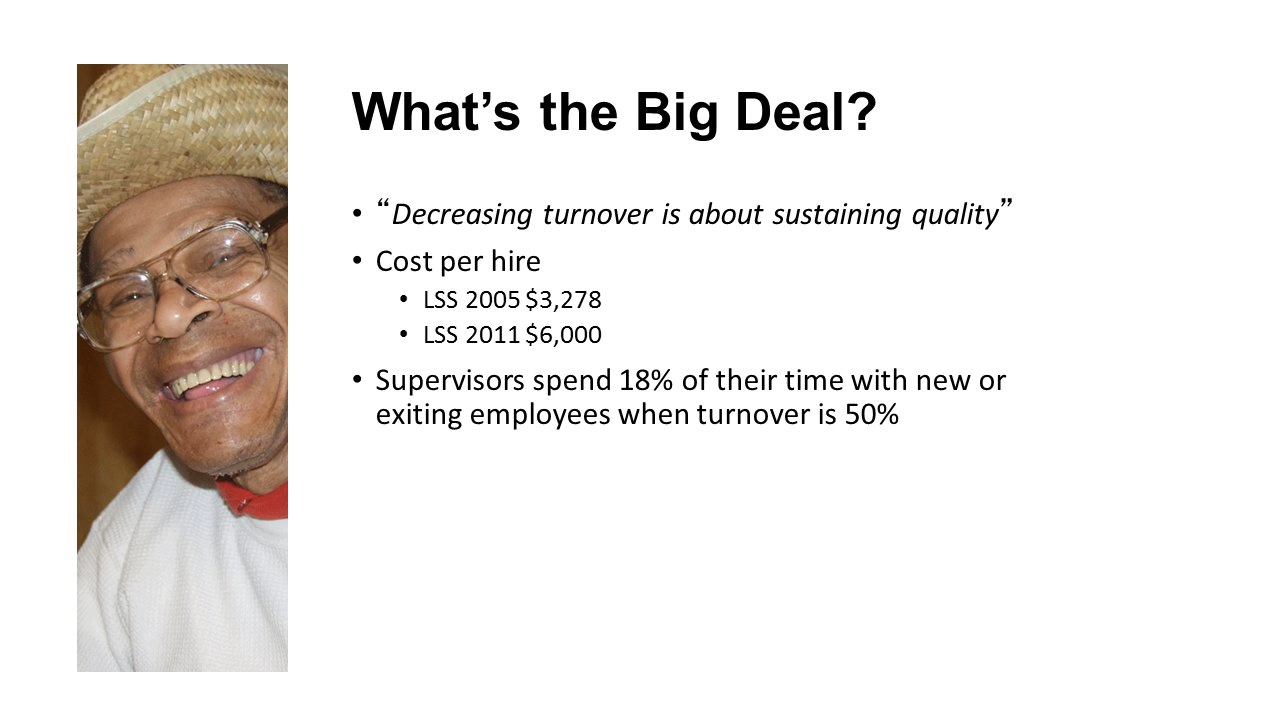 What’s the Big Deal?
• “Decreasing turnover is about sustaining quality”
• Cost per hire
• LSS 2005 $3,278
• LSS 2011 $6,000
• Supervisors spend 18% of their time with new or
exiting employees when turnover is 50%